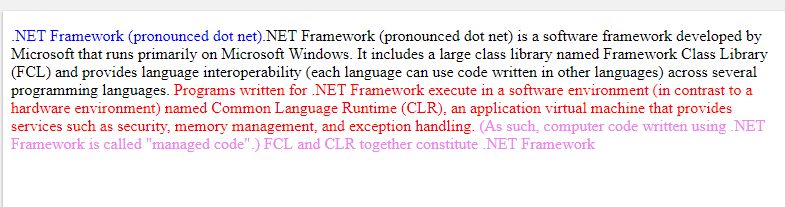 .NET Framework (pronounced dot net).NET Framework (pronounced dot net) is a software framework developed by
Microsoft that runs primarily on Microsoft Windows. It includes a large class library named Framework Class Library
(FCL) and provides language interoperability (each language can use code written in other languages) across several
programming languages. Programs written for .NET Framework execute in a software environment (in contrast to a
hardware environment) named Common Language Runtime (CLR), an application virtual machine that provides
services such as security, memory management, and exception handling. (As such, computer code written using .NET
Framework is called "managed code".) FCL and CLR together constitute .NET Framework